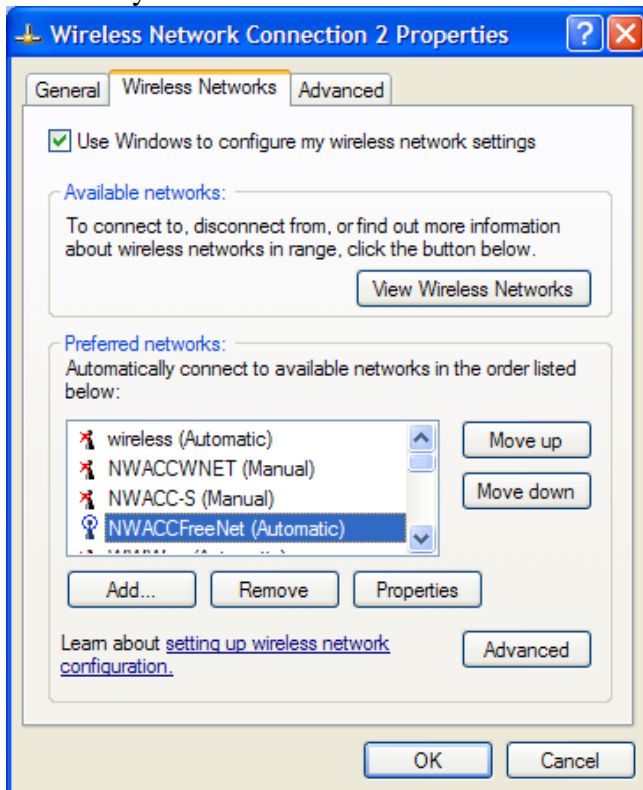 Wireless Network Connection 2 Properties
General Wireless Networks Advanced
Use Windows to configure my wireless network settings
Available networks:
To connect to, disconnect from, or find out more information
about wireless networks in range, click the button below.
View Wireless Networks
Preferred networks:
Automatically connect to available networks in the order listed
below:
wireless (Automatic)
NWACCWNET (Manual)
NWACC-S (Manual)
NWACCFreeNet (Automatic)
Move up
Move down
Add... Remove Properties
Learn about setting up wireless network
configuration.
Advanced
OK Cancel